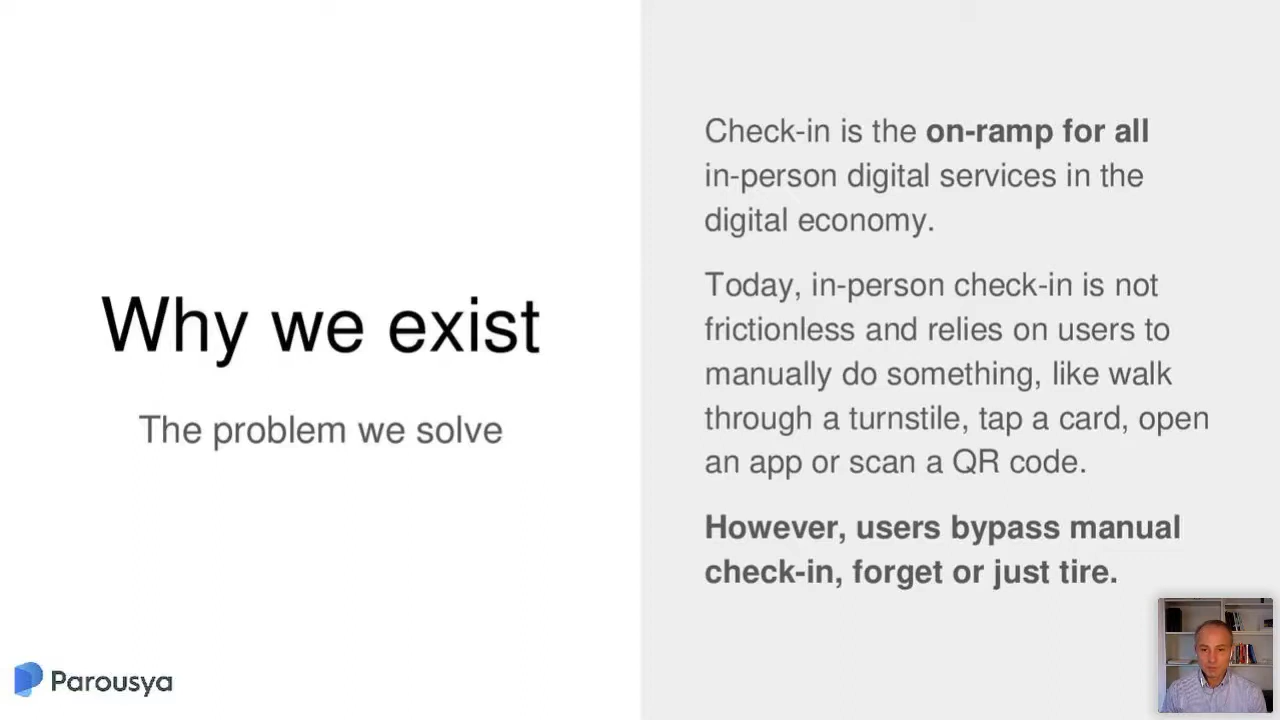 Why we exist
The problem we solve
Check-in is the on-ramp for all
in-person digital services in the
digital economy.
Today, in-person check-in is not
frictionless and relies on users to
manually do something, like walk
through a turnstile, tap a card, open
an app or scan a QR code.
However, users bypass manual
check-in, forget or just tire.
Parousya